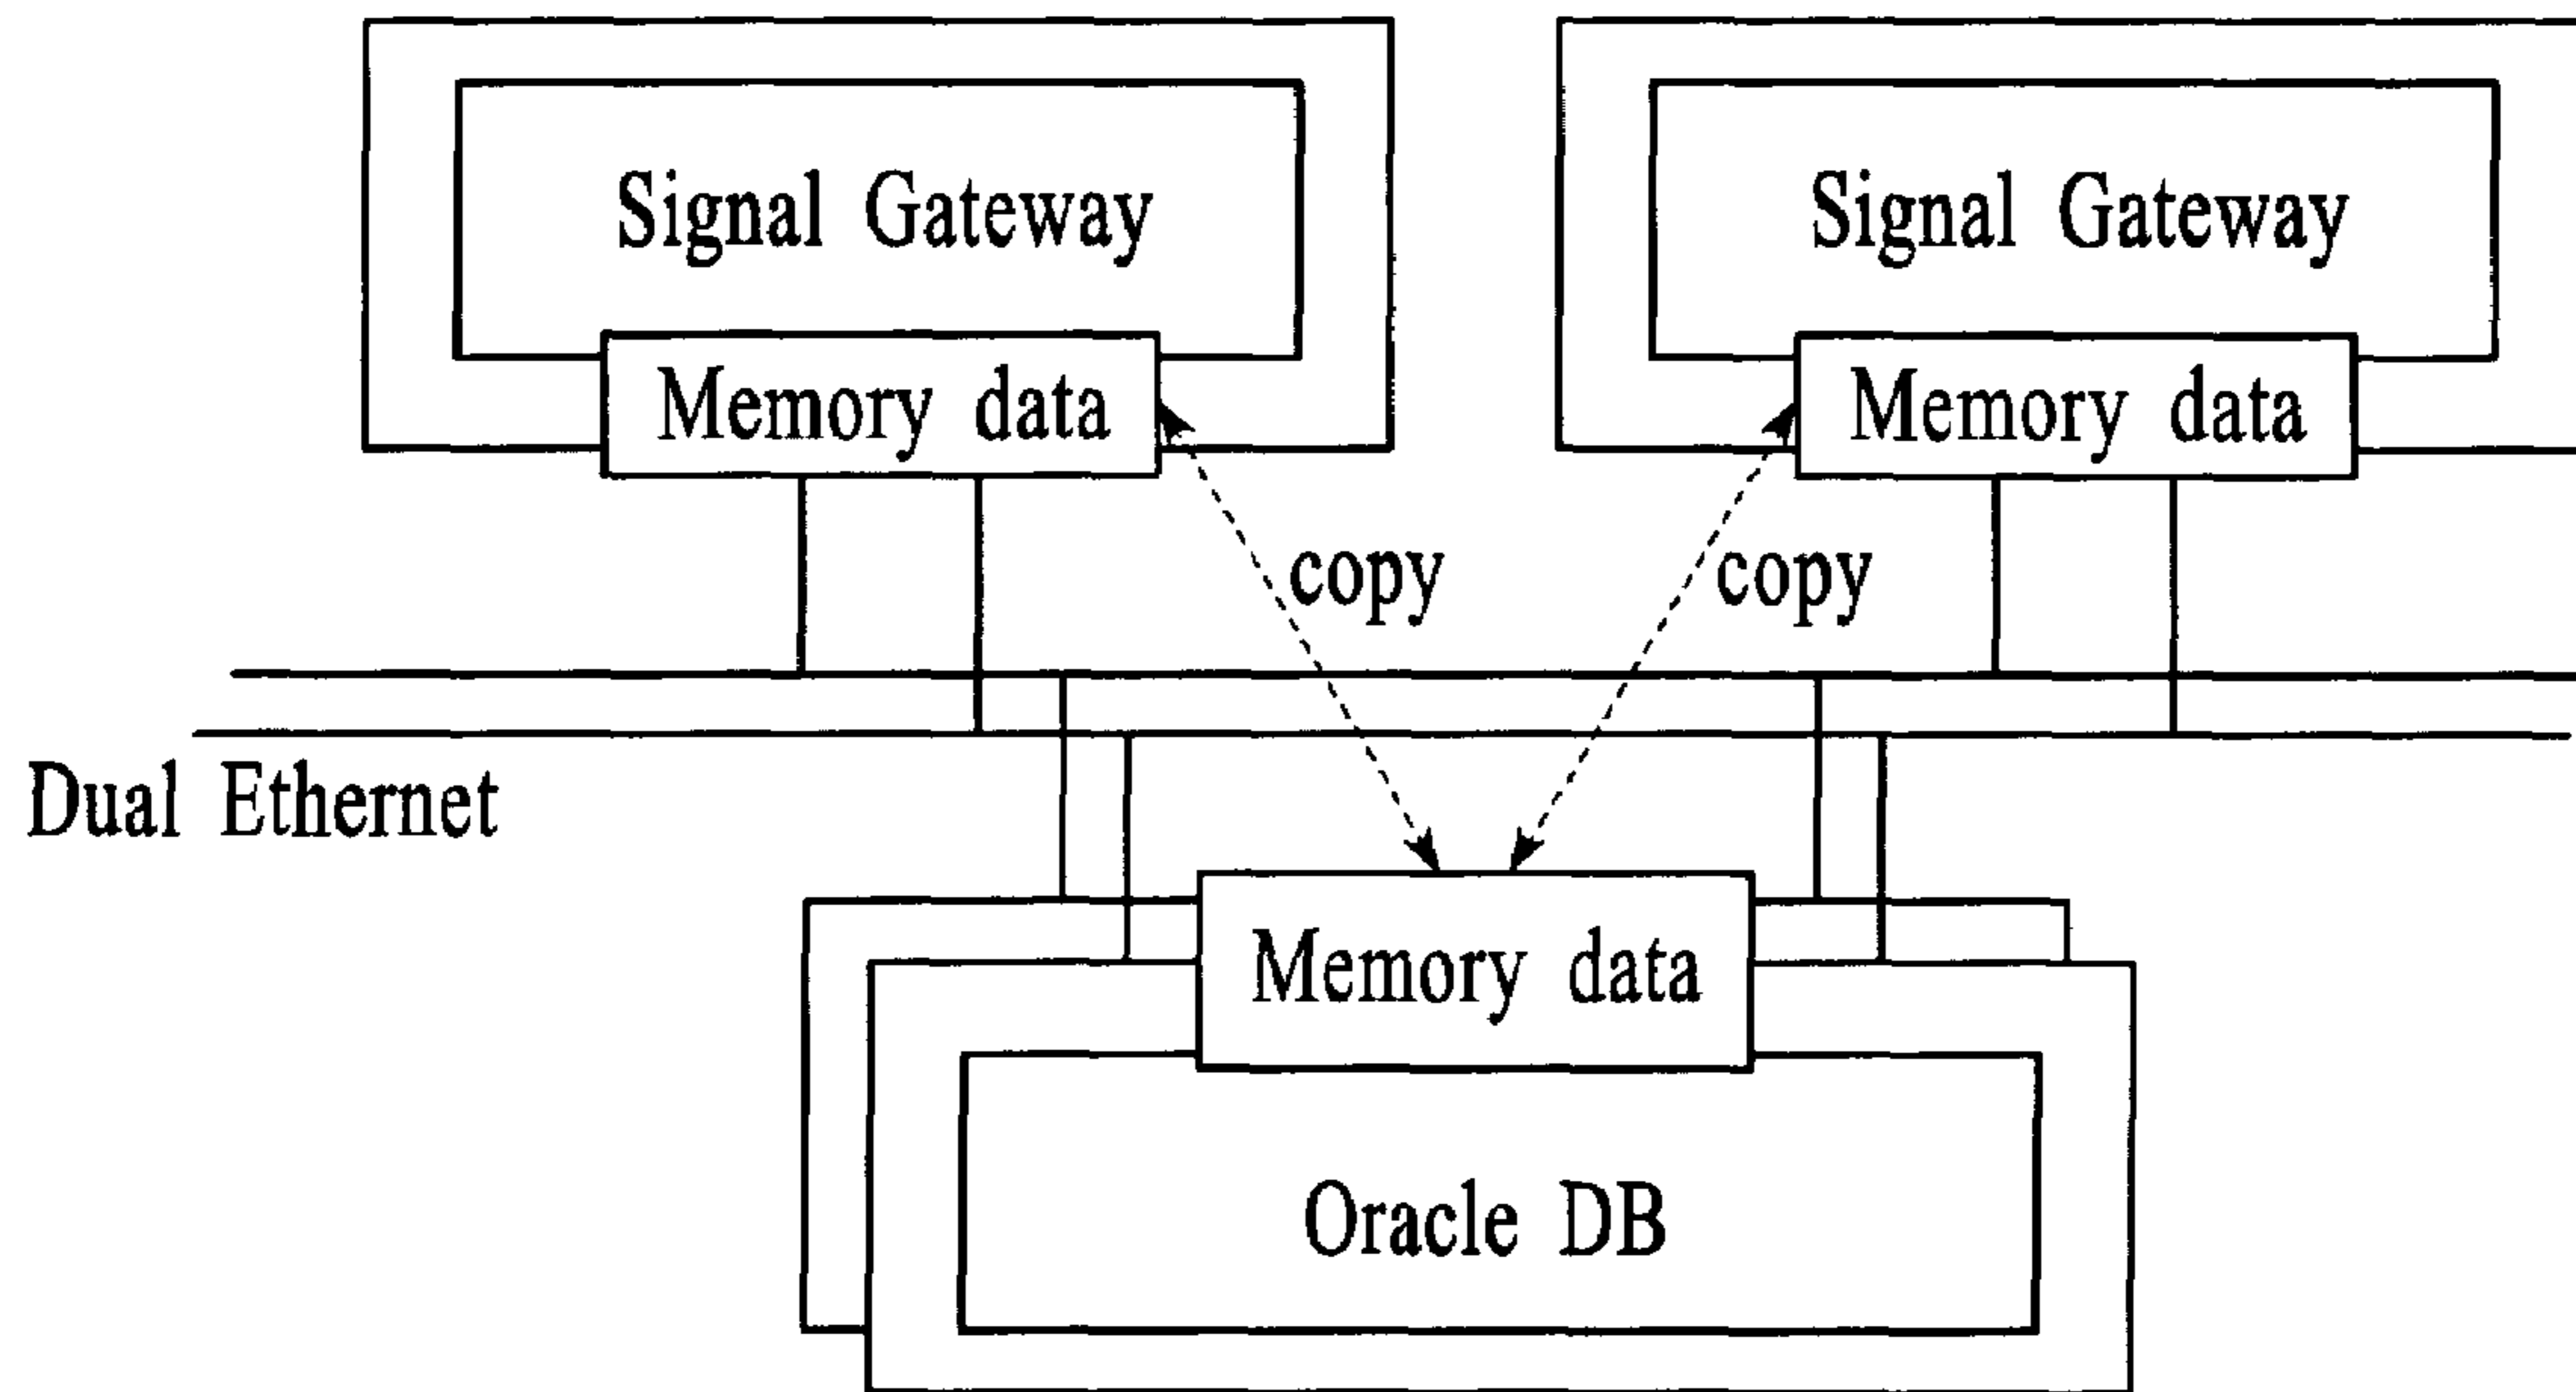 Signal Gateway
Signal Gateway
Memory data
Memory data
copy
copy
Dual Ethernet
Memory data
Oracle DB